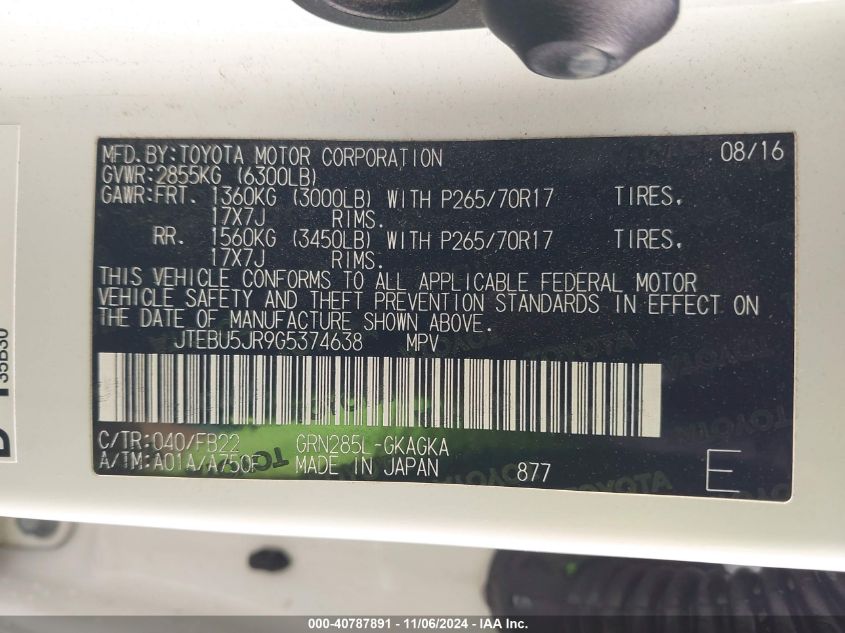 MFD.BY:TOYOTA MOTOR CORPORATION 08/16
GVWR:2855KG (6300LB)
GAWR:FRT. 1360KG (3000LB) WITH P265/70R17 TIRES,
17X7J RIMS.
RR. 1560KG (3450LB) WITH P265/70R17 TIRES,
17X7J RIMS.
THIS VEHICLE CONFORMS TO ALL APPLICABLE FEDERAL MOTOR
VEHICLE SAFETY AND THEFT PREVENTION STANDARDS IN EFFECT ON
THE DATE OF MANUFACTURE SHOWN ABOVE.
JTEBU5JR9G5374638 MPV
C/TR:040/FB22 GRN285L-GKAGKA
A/TM:A01A/A750F MADE IN JAPAN 877 E
TOYOTA
35B30
000-40787891 - 11/06/2024 - IAA Inc.